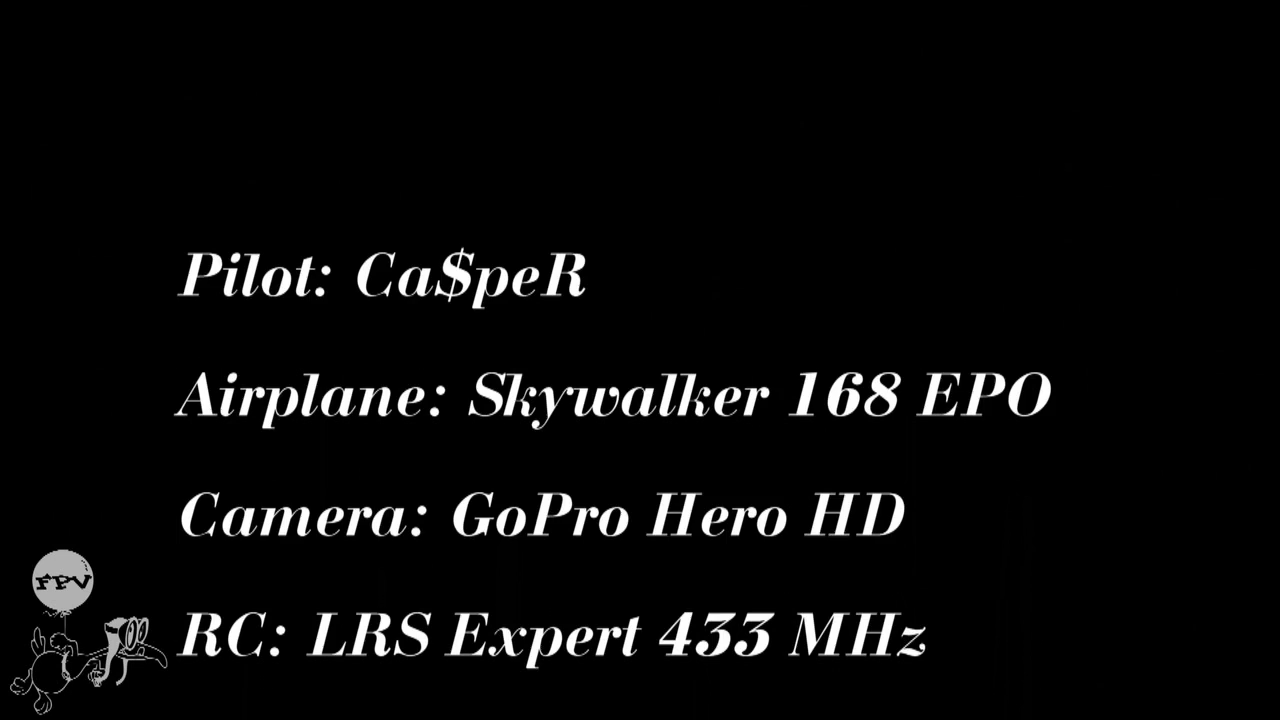 Pilot: Ca$peR
Airplane: Skywalker 168 EPO
Camera: GoPro Hero HD
FPV
RC: LRS Expert 433 MHz